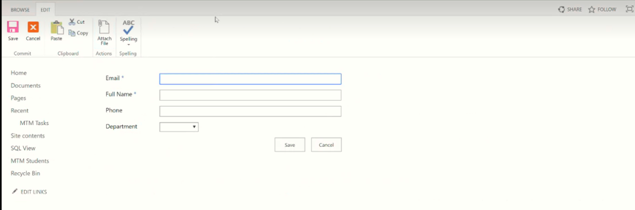 BROWSE EDIT SHARE FOLLOW
Save Cancel Paste Cut Copy Attach File ABC Spelling
Commit Clipboard Actions Spelling
Home
Documents
Pages
Recent
MTM Tasks
Site contents
SQL View
MTM Students
Recycle Bin
EDIT LINKS
Email *
Full Name *
Phone
Department
Save Cancel